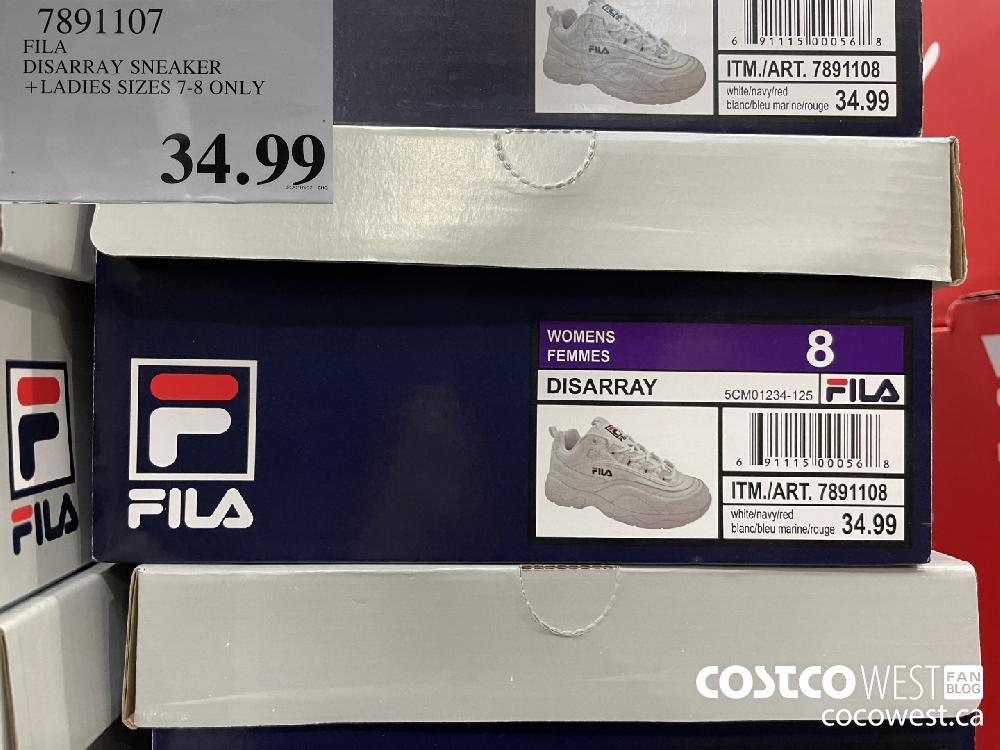 7891107
FILA
DISARRAY SNEAKER
+LADIES SIZES 7-8 ONLY
34.99
FILA
6 91115 00056 8
ITM./ART. 7891108
white/navy/red
blanc/bleu marine/rouge 34.99
WOMENS
FEMMES
8
DISARRAY
5CM01234-125
FILA
FILA
FILA
6 91115 00056 8
ITM./ART. 7891108
white/navy/red
blanc/bleu marine/rouge 34.99
FILA
FILA
COSTCO WEST FAN BLOG
cocowest.ca